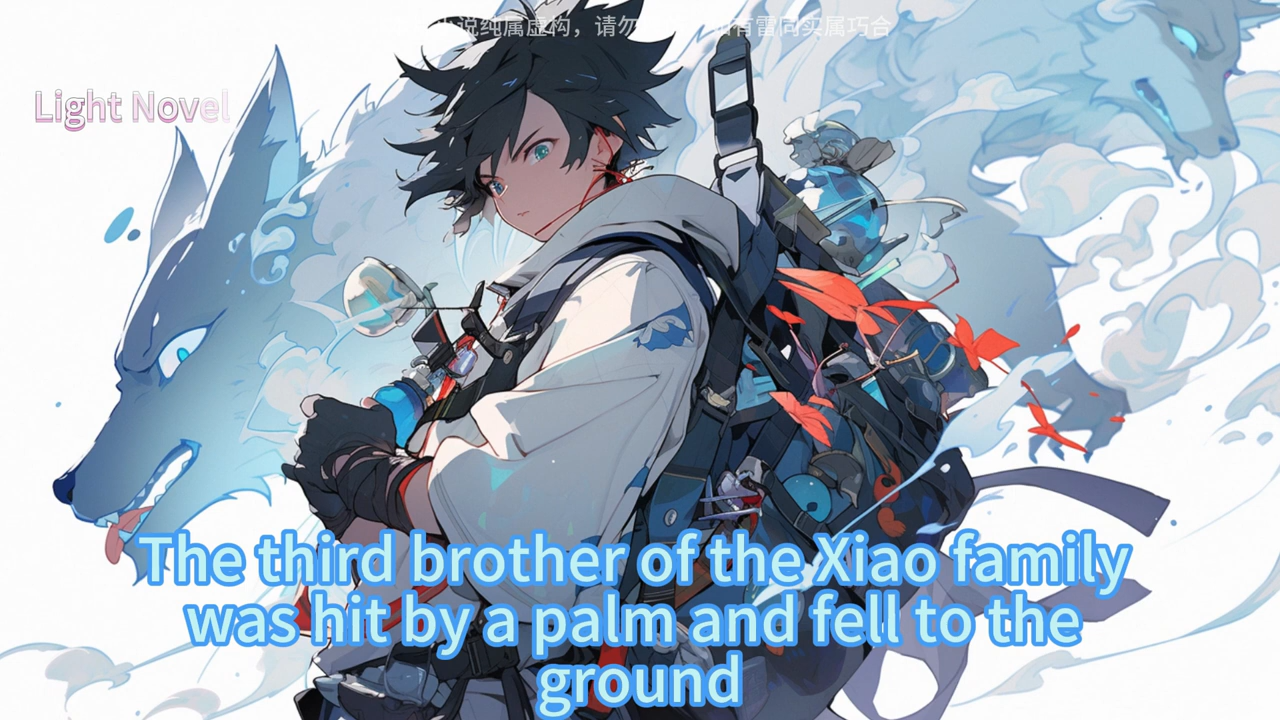 说纯属虚构，请勿
有雷同实属巧合
Light Novel
The third brother of the Xiao family
was hit by a palm and fell to the
ground